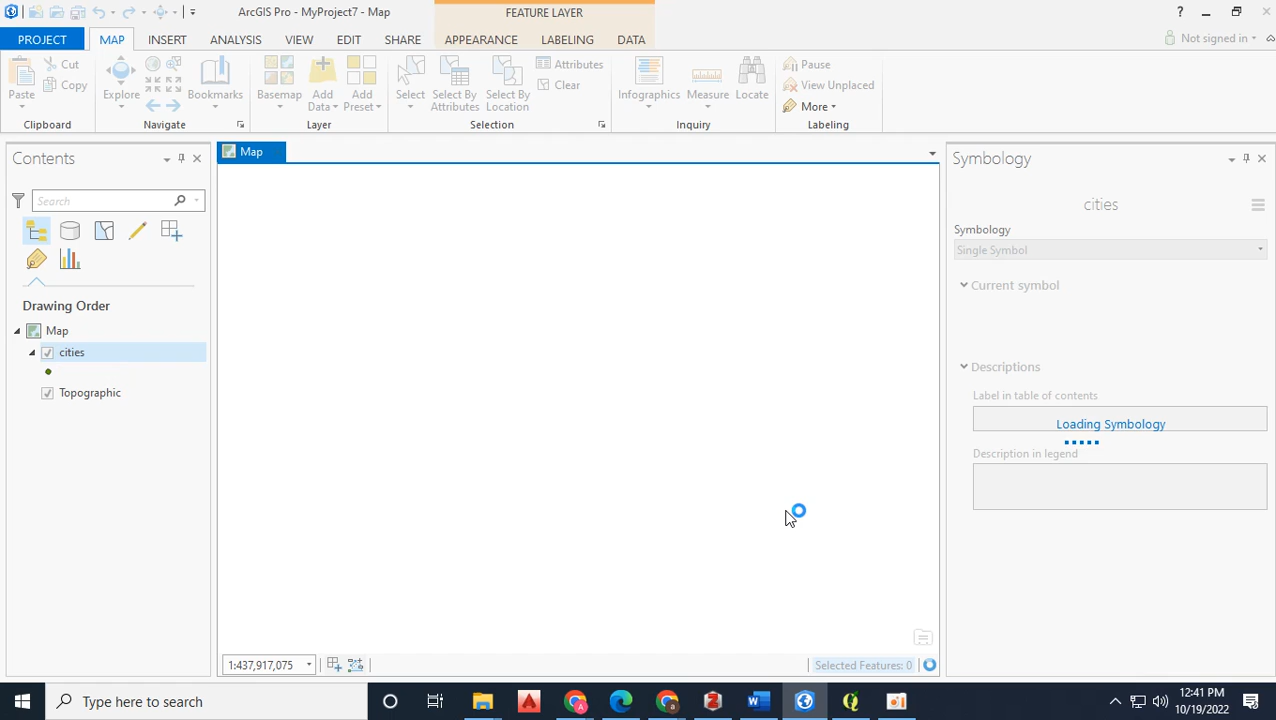 ArcGIS Pro - MyProject7 - Map
FEATURE LAYER
?
Not signed in
PROJECT MAP INSERT ANALYSIS VIEW EDIT SHARE APPEARANCE LABELING DATA
Paste
Cut
Copy
Clipboard
Explore
Bookmarks
Navigate
Basemap
Add Data
Add Preset
Layer
Select
Select By Attributes
Select By Location
Attributes
Clear
Selection
Infographics
Measure
Locate
Inquiry
Pause
View Unplaced
More
Labeling
Contents
Search
Drawing Order
Map
cities
Topographic
Map
1:437,917,075
Selected Features: 0
Symbology
cities
Symbology
Single Symbol
Current symbol
Descriptions
Label in table of contents
Loading Symbology
Description in legend
Type here to search
12:41 PM
10/19/2022